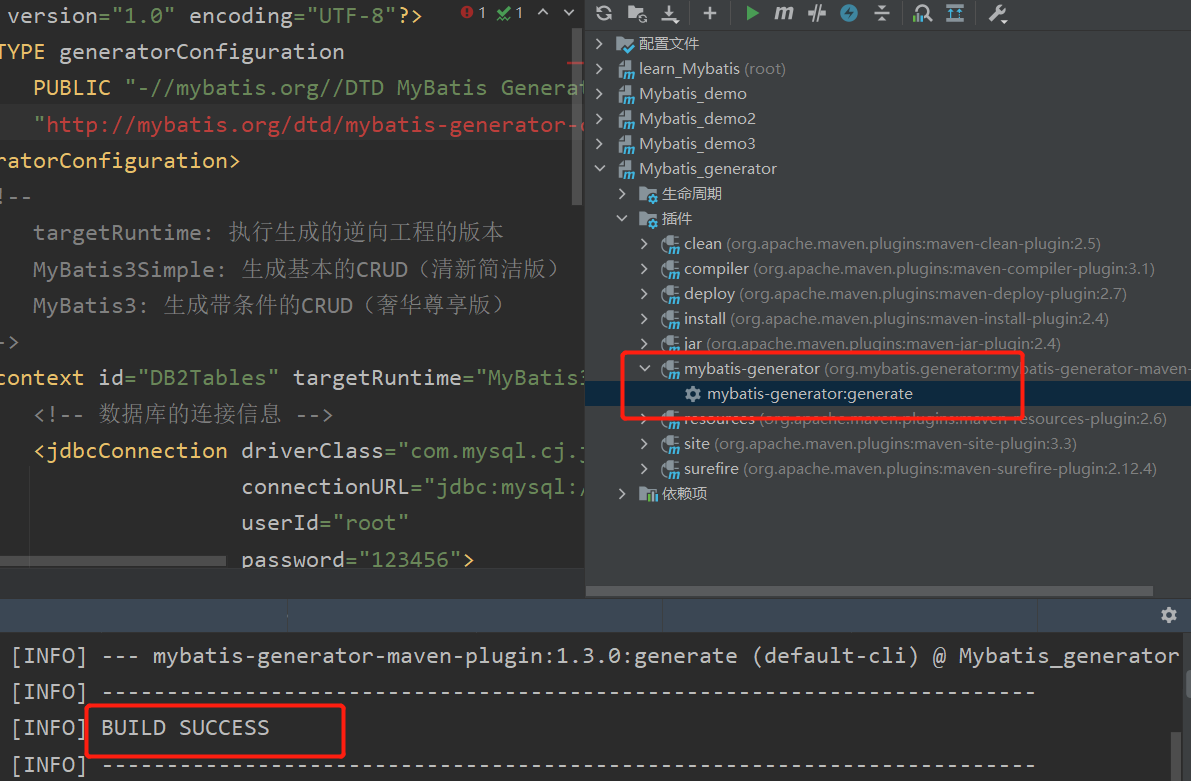 version="1.0" encoding="UTF-8"?>
1 1
TYPE generatorConfiguration
PUBLIC "-//mybatis.org//DTD MyBatis Generat
"http://mybatis.org/dtd/mybatis-generator-c
ratorConfiguration>
!--
targetRuntime: 执行生成的逆向工程的版本
MyBatis3Simple: 生成基本的CRUD（清新简洁版）
MyBatis3: 生成带条件的CRUD（奢华尊享版）
->
context id="DB2Tables" targetRuntime="MyBatis3
<!-- 数据库的连接信息 -->
<jdbcConnection driverClass="com.mysql.cj.j
connectionURL="jdbc:mysql:/
userId="root"
password="123456">
配置文件
learn_Mybatis (root)
Mybatis_demo
Mybatis_demo2
Mybatis_demo3
Mybatis_generator
生命周期
插件
clean (org.apache.maven.plugins:maven-clean-plugin:2.5)
compiler (org.apache.maven.plugins:maven-compiler-plugin:3.1)
deploy (org.apache.maven.plugins:maven-deploy-plugin:2.7)
install (org.apache.maven.plugins:maven-install-plugin:2.4)
jar (org.apache.maven.plugins:maven-jar-plugin:2.4)
mybatis-generator (org.mybatis.generator:mybatis-generator-maven-
mybatis-generator:generate
resources (org.apache.maven.plugins:maven-resources-plugin:2.6)
site (org.apache.maven.plugins:maven-site-plugin:3.3)
surefire (org.apache.maven.plugins:maven-surefire-plugin:2.12.4)
依赖项
[INFO] --- mybatis-generator-maven-plugin:1.3.0:generate (default-cli) @ Mybatis_generator
[INFO] ------------------------------------------------------------------------
[INFO] BUILD SUCCESS
[INFO] ------------------------------------------------------------------------